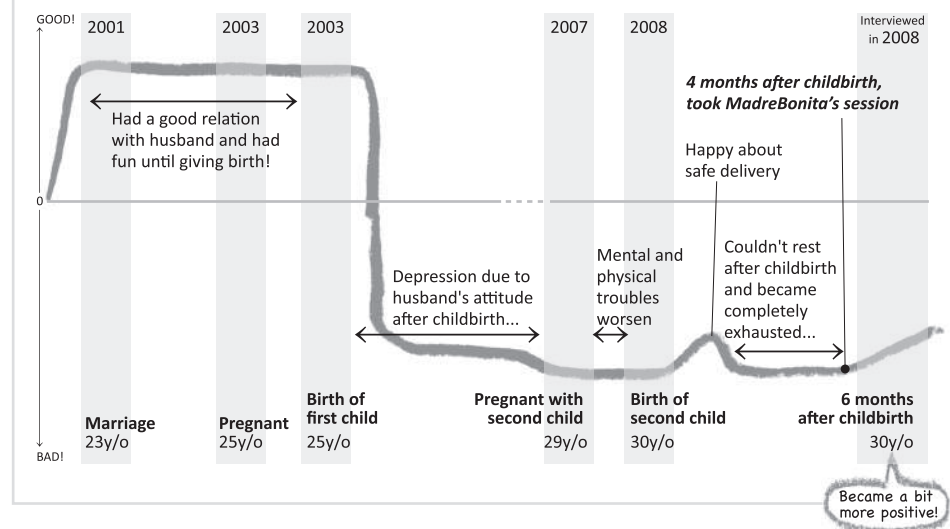 GOOD!
2001
2003
2003
2007
2008
Interviewed
in 2008
4 months after childbirth,
took MadreBonita's session
Had a good relation
with husband and had
fun until giving birth!
Happy about
safe delivery
0
Depression due to
husband's attitude
after childbirth...
Mental and
physical
troubles
worsen
Couldn't rest
after childbirth
and became
completely
exhausted...
Marriage
23y/o
Pregnant
25y/o
Birth of
first child
25y/o
Pregnant with
second child
29y/o
Birth of
second child
30y/o
6 months
after childbirth
30y/o
BAD!
Became a bit
more positive!